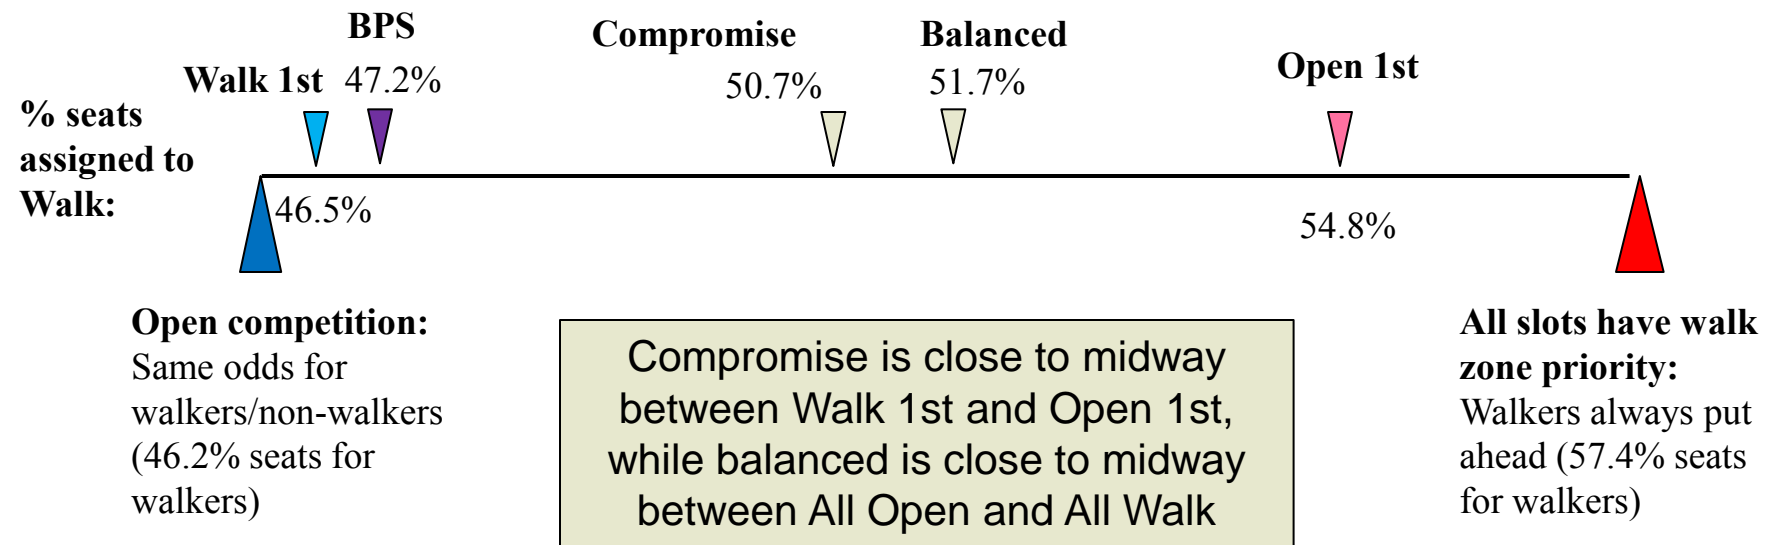 BPS
Compromise
Balanced
Open 1st
Walk 1st
47.2%
50.7%
51.7%
% seats
assigned to
Walk:
46.5%
54.8%
Open competition:
Same odds for
walkers/non-walkers
(46.2% seats for
walkers)
Compromise is close to midway
between Walk 1st and Open 1st,
while balanced is close to midway
between All Open and All Walk
All slots have walk
zone priority:
Walkers always put
ahead (57.4% seats
for walkers)